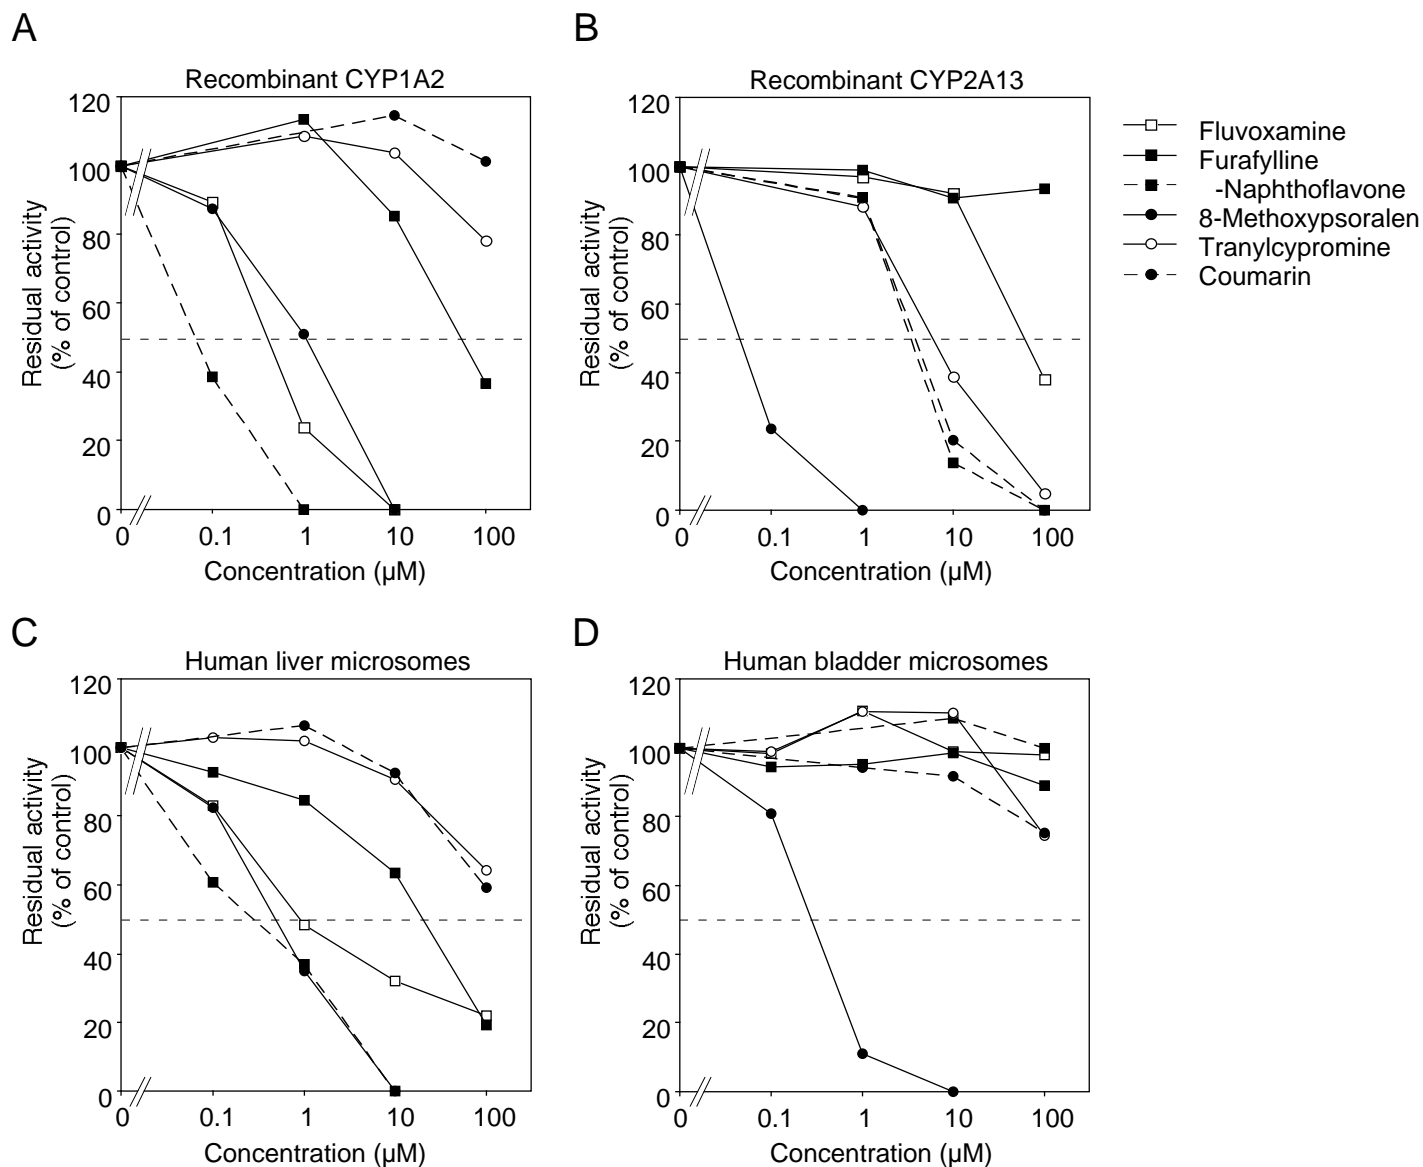 A
Recombinant CYP1A2
120
100
80
60
40
20
0
Residual activity
(% of control)
0 0.1 1 10 100
Concentration (µM)
B
Recombinant CYP2A13
120
100
80
60
40
20
0
Residual activity
(% of control)
0 0.1 1 10 100
Concentration (µM)
Fluvoxamine
Furafylline
-Naphthoflavone
8-Methoxypsoralen
Tranylcypromine
Coumarin
C
Human liver microsomes
120
100
80
60
40
20
0
Residual activity
(% of control)
0 0.1 1 10 100
Concentration (µM)
D
Human bladder microsomes
120
100
80
60
40
20
0
Residual activity
(% of control)
0 0.1 1 10 100
Concentration (µM)